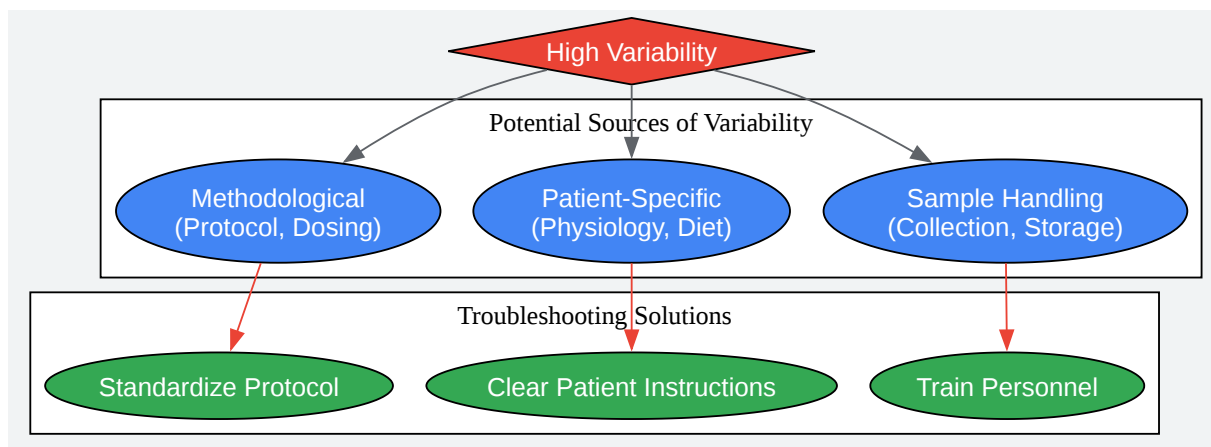 High Variability
Potential Sources of Variability
Methodological
(Protocol, Dosing)
Patient-Specific
(Physiology, Diet)
Sample Handling
(Collection, Storage)
Troubleshooting Solutions
Standardize Protocol
Clear Patient Instructions
Train Personnel